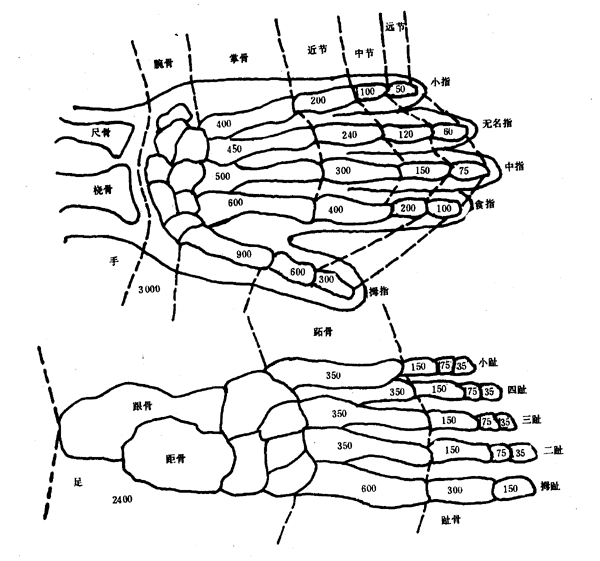 远节
近节 中节
腕骨 掌骨
小指
100 50
200
400
无名指
240 120 60
尺骨
450
中指
500 300 150 75
桡骨
600 400 200 100 食指
900
600
300
手
拇指
3000
跖骨
小趾
350 150 75 35
350 150 75 35 四趾
跟骨
350 150 75 35 三趾
距骨
350 150 75 35 二趾
足
2400
600 300 150 拇趾
趾骨